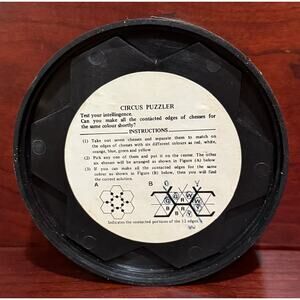 CIRCUS PUZZLER
Test your intellingence.
Can you make all the contacted edges of chesses for
the same colour shortly?
INSTRUCTIONS
(1) Take out seven chesses and separate them to match on
the edges of chesses with six different colours as red, white,
orange, blue, green and yellow
(2) Pick any one of them and put it on the center. The other
six chesses will be arranged as shown in Figure (A) below
(3) If you can make all the contacted edges for the same
colour as shown in Figure (B) below, then you will find
the correct solution.
A B O Y
Indicates the contacted portions of the 12 edges